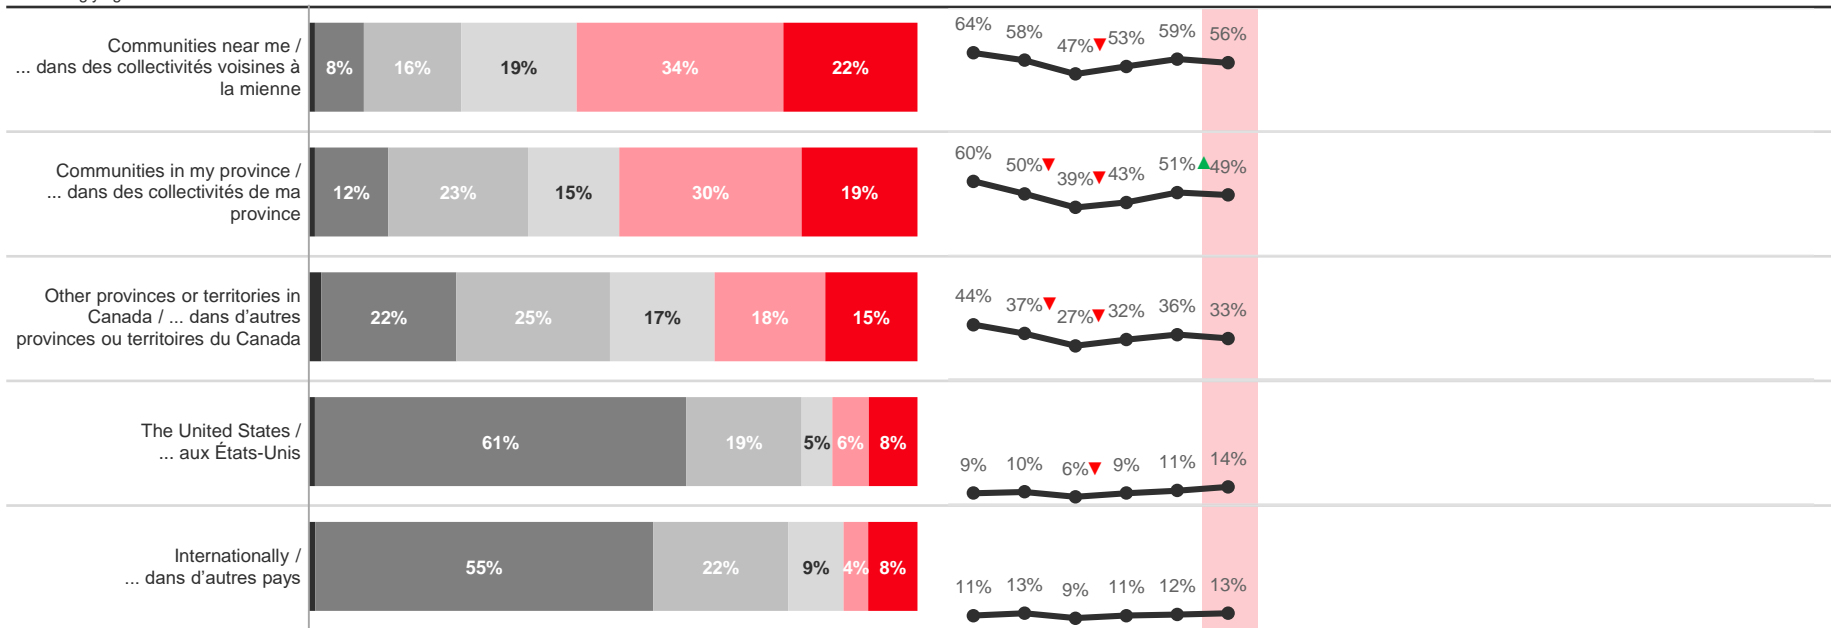 64% 58% 47% 53% 59% 56%
Communities near me /
... dans des collectivités voisines à
la mienne
8% 16% 19% 34% 22%
60% 50% 39% 43% 51% 49%
Communities in my province /
... dans des collectivités de ma
province
12% 23% 15% 30% 19%
44% 37% 27% 32% 36% 33%
Other provinces or territories in
Canada / ... dans d'autres
provinces ou territoires du Canada
22% 25% 17% 18% 15%
The United States /
... aux États-Unis
61% 19% 5% 6% 8%
9% 10% 6% 9% 11% 14%
Internationally /
... dans d'autres pays
55% 22% 9% 4% 8%
11% 13% 9% 11% 12% 13%